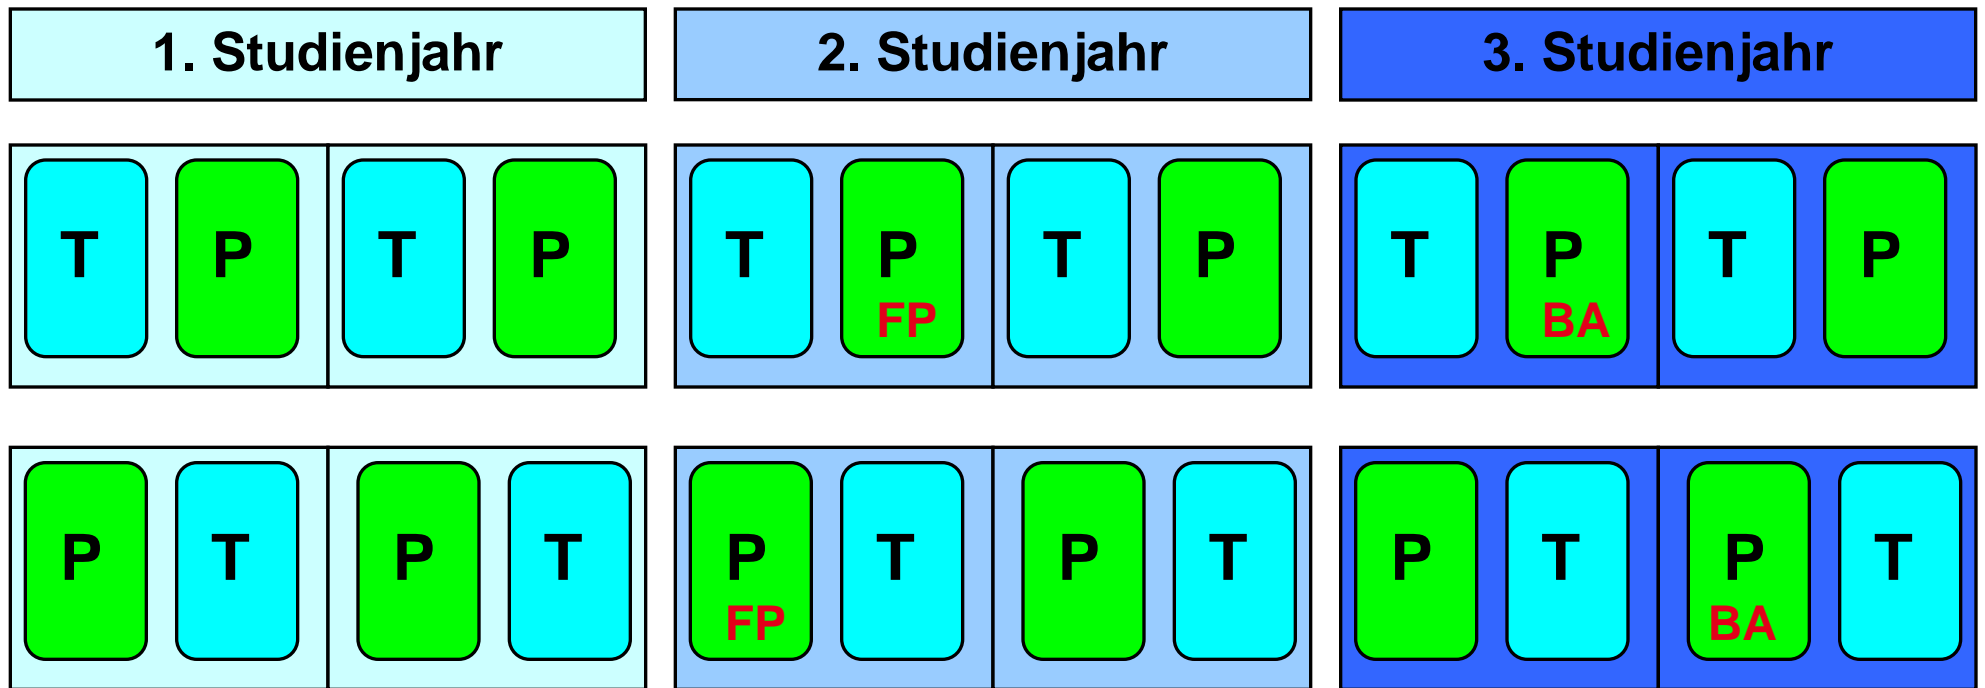 1. Studienjahr 2. Studienjahr 3. Studienjahr
T P T P T P T P T P T P
FP BA
P T P T P T P T P T P T
FP BA